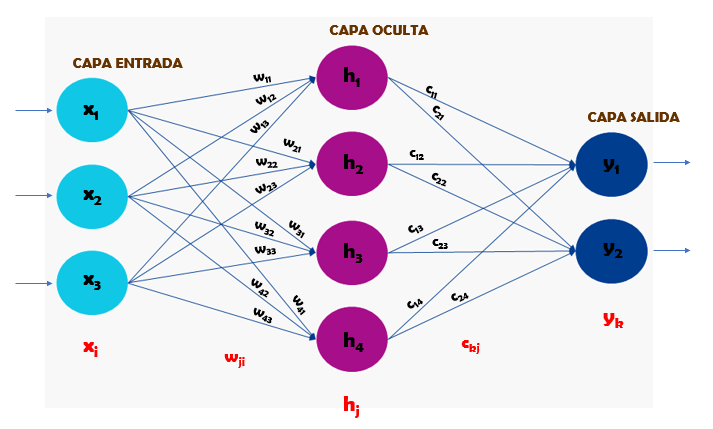 CAPA OCULTA
CAPA ENTRADA
CAPA SALIDA
x1
x2
x3
w11
w12
w13
w21
w22
w23
w31
w32
w33
w41
w42
w43
h1
h2
h3
h4
c11
c21
c12
c22
c13
c23
c14
c24
y1
y2
xi
wji
hj
ckj
yk